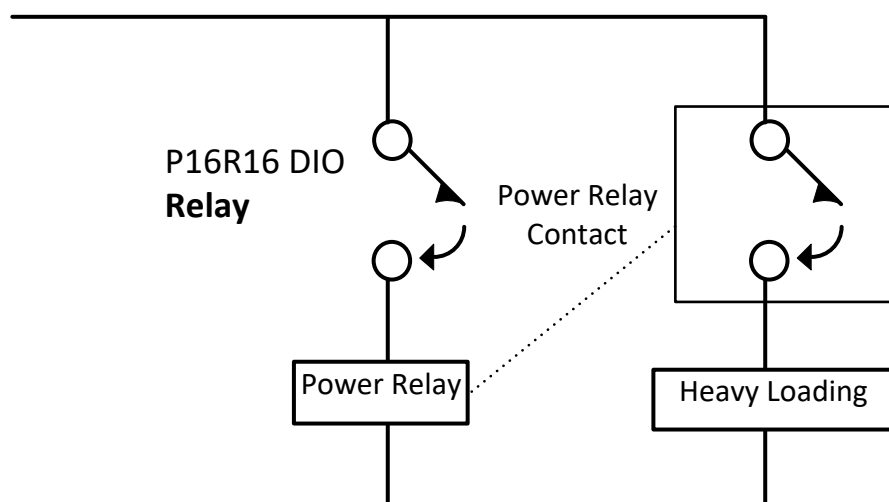 P16R16 DIO
Relay
Power Relay
Contact
Power Relay
Heavy Loading